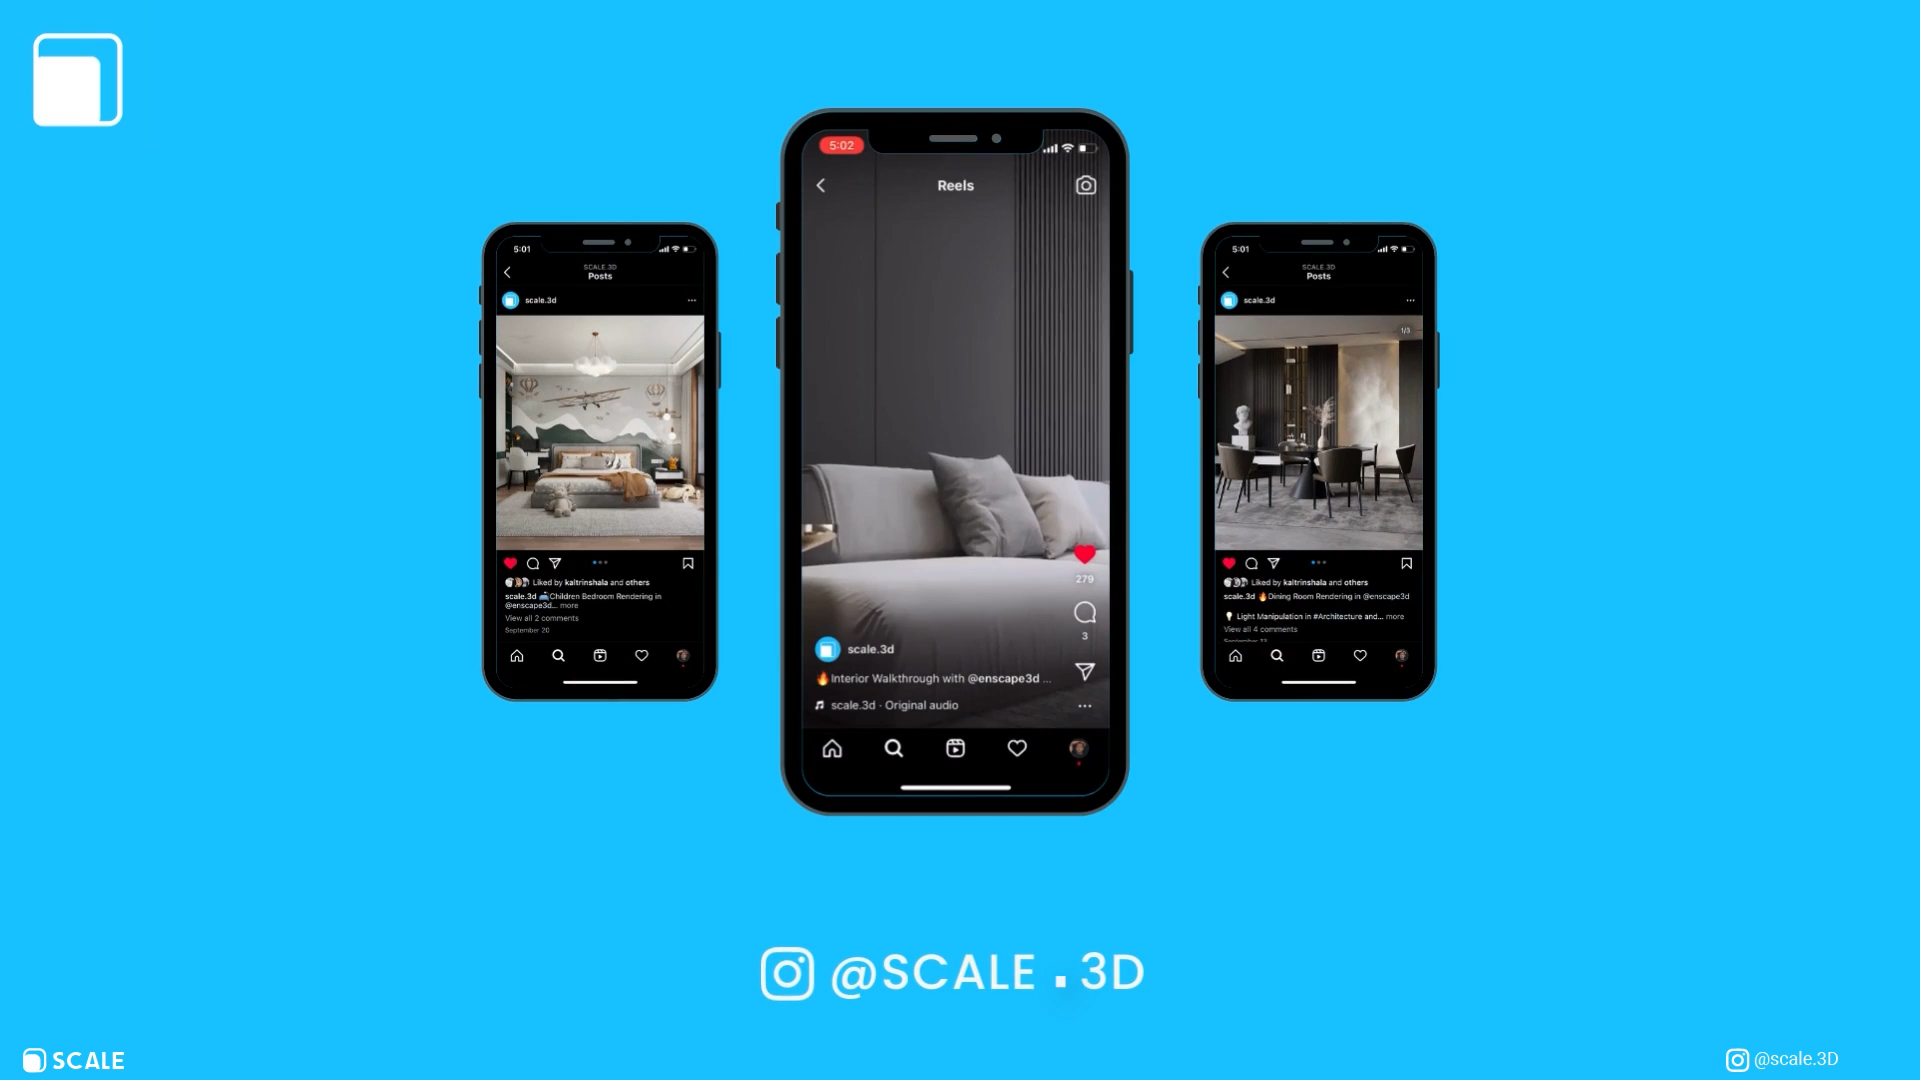 5:01
SCALE.3D
Posts
scale.3d
Liked by kaltrinshala and others
scale.3d 🛋️Children Bedroom Rendering in
@enscape3d... more
View all 2 comments
September 20
5:02
Reels
279
3
scale.3d
🔥Interior Walkthrough with @enscape3d ...
scale.3d · Original audio
5:01
SCALE.3D
Posts
scale.3d
1/3
Liked by kaltrinshala and others
scale.3d 🔥Dining Room Rendering in @enscape3d
💡 Light Manipulation in #Architecture and... more
View all 4 comments
@SCALE .3D
SCALE
@scale.3D